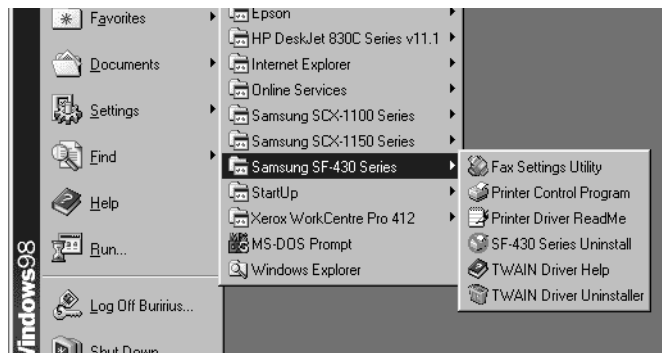 Favorites
Documents
Settings
Find
Help
Run...
Log Off Buririus...
Shut Down...
Windows98
Epson
HP DeskJet 830C Series v11.1
Internet Explorer
Online Services
Samsung SCX-1100 Series
Samsung SCX-1150 Series
Samsung SF-430 Series
StartUp
Xerox WorkCentre Pro 412
MS-DOS Prompt
Windows Explorer
Fax Settings Utility
Printer Control Program
Printer Driver ReadMe
SF-430 Series Uninstall
TWAIN Driver Help
TWAIN Driver Uninstaller